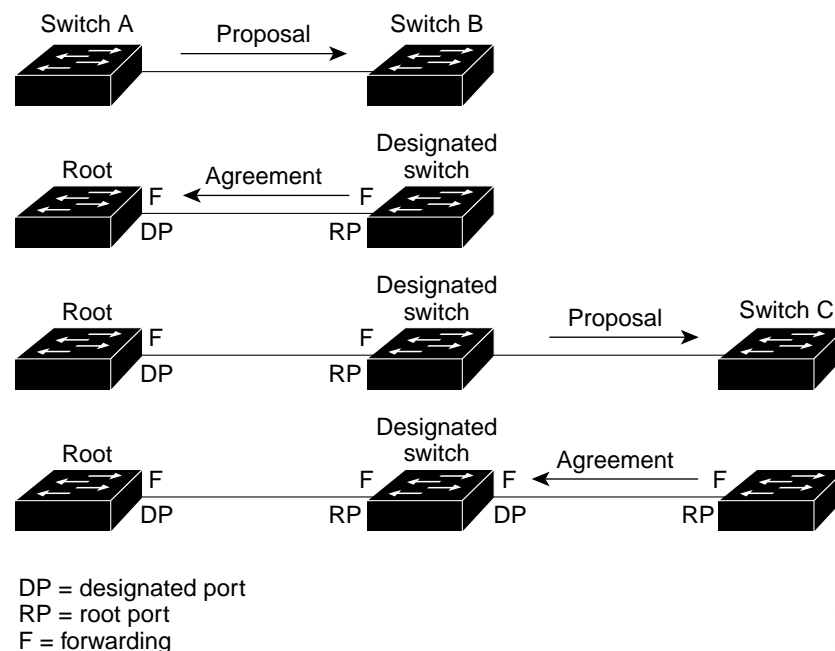 Switch A
Proposal
Switch B
Designated
switch
Root
Agreement
F
F
DP
RP
Designated
switch
Root
Proposal
Switch C
F
F
DP
RP
Designated
switch
Root
Agreement
F
F
F
F
DP
RP
DP
RP
DP = designated port
RP = root port
F = forwarding